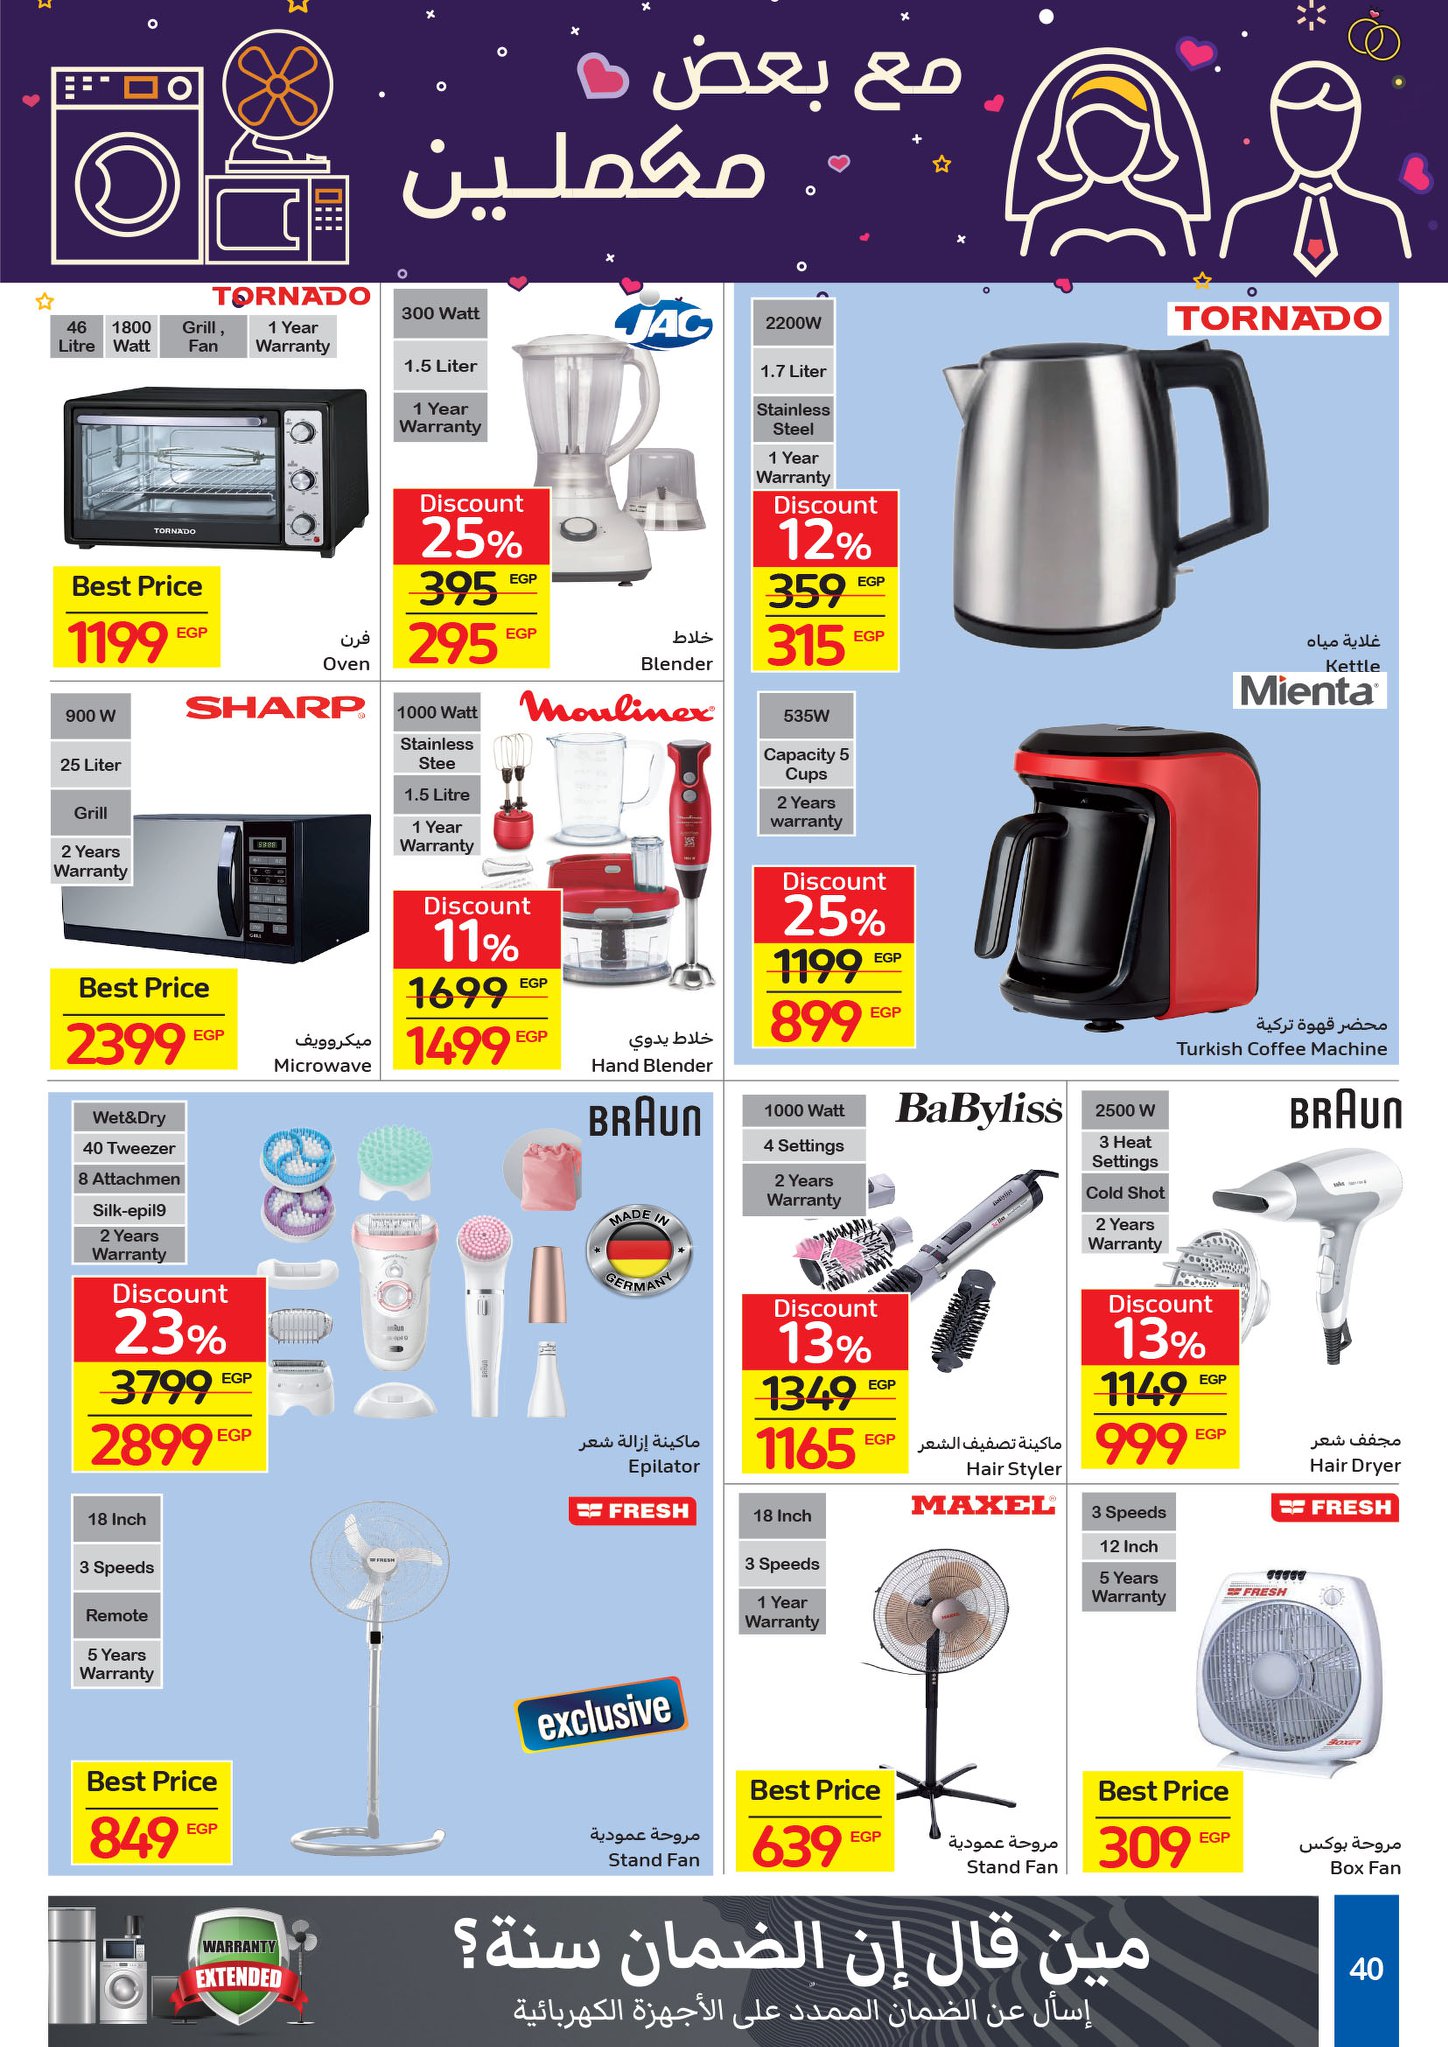 مع بعض
مكملين
TORNADO
46 Litre
1800 Watt
Grill , Fan
1 Year Warranty
TORNADO
Best Price
1199 EGP
فرن
Oven
300 Watt
JAC
1.5 Liter
1 Year
Warranty
Discount
25%
395 EGP
295 EGP
خلاط
Blender
2200W
TORNADO
1.7 Liter
Stainless
Steel
1 Year
Warranty
Discount
12%
359 EGP
315 EGP
غلاية مياه
Kettle
900 W
SHARP
25 Liter
Grill
2 Years
Warranty
Best Price
2399 EGP
ميكروويف
Microwave
1000 Watt
Moulinex
Stainless
Stee
1.5 Litre
1 Year
Warranty
Discount
11%
1699 EGP
1499 EGP
خلاط يدوي
Hand Blender
Mienta
535W
Capacity 5
Cups
2 Years
warranty
Discount
25%
1199 EGP
899 EGP
محضر قهوة تركية
Turkish Coffee Machine
Wet&Dry
BRAUN
40 Tweezer
8 Attachmen
Silk-epil9
2 Years
Warranty
MADE IN
GERMANY
Discount
23%
3799 EGP
2899 EGP
ماكينة إزالة شعر
Epilator
1000 Watt
BaByliss
4 Settings
2 Years
Warranty
Discount
13%
1349 EGP
1165 EGP
ماكينة تصفيف الشعر
Hair Styler
2500 W
BRAUN
3 Heat
Settings
Cold Shot
2 Years
Warranty
Discount
13%
1149 EGP
999 EGP
مجفف شعر
Hair Dryer
18 Inch
FRESH
3 Speeds
FRESH
Remote
5 Years
Warranty
exclusive
Best Price
849 EGP
مروحة عمودية
Stand Fan
18 Inch
MAXEL
3 Speeds
1 Year
Warranty
MAXEL
Best Price
639 EGP
مروحة عمودية
Stand Fan
3 Speeds
FRESH
12 Inch
5 Years
Warranty
FRESH
BOXER
Best Price
309 EGP
مروحة بوكس
Box Fan
WARRANTY
EXTENDED
مين قال إن الضمان سنة؟
إسأل عن الضمان الممدد على الأجهزة الكهربائية
40